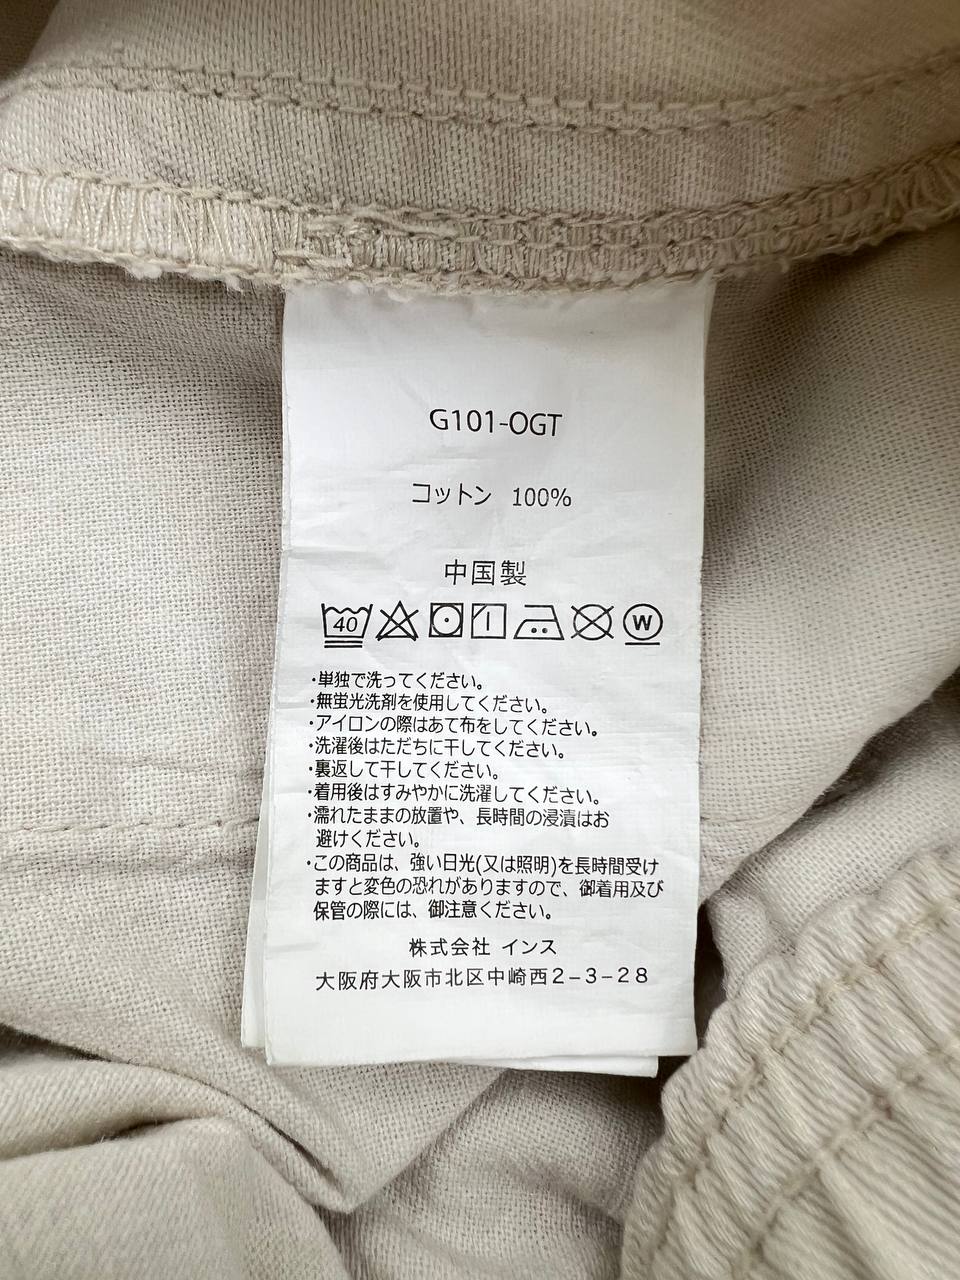 G101-OGT
コットン 100%
中国製
40 W
・単独で洗ってください。
・無蛍光洗剤を使用してください。
・アイロンの際はあて布をしてください。
・洗濯後はただちに干してください。
・裏返して干してください。
・着用後はすみやかに洗濯してください。
・濡れたままの放置や、長時間の浸漬はお
避けください。
・この商品は、強い日光(又は照明)を長時間受け
ますと変色の恐れがありますので、御着用及び
保管の際には、御注意ください。
株式会社 インス
大阪府大阪市北区中崎西2-3-28